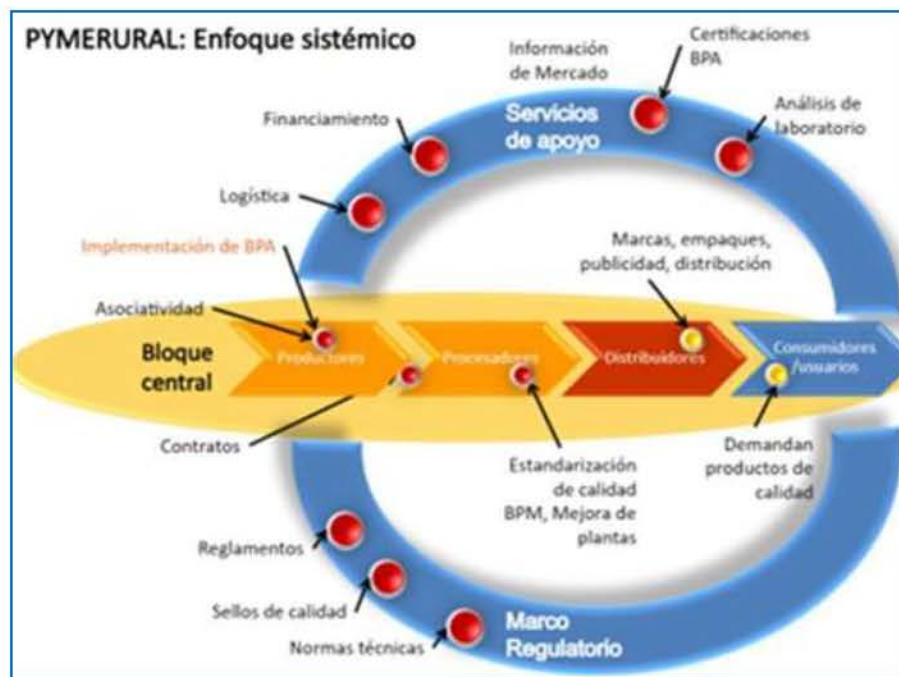 PYMERURAL: Enfoque sistémico
Información
de Mercado
Certificaciones
BPA
Financiamiento
Servicios
de apoyo
Análisis de
laboratorio
Logística
Implementación de BPA
Marcas, empaques,
publicidad, distribución
Asociatividad
Bloque
central
Productores
Procesadores
Distribuidores
Consumidores
/usuarios
Contratos
Estandarización
de calidad
BPM, Mejora de
plantas
Demandan
productos de
calidad
Reglamentos
Sellos de calidad
Normas técnicas
Marco
Regulatorio